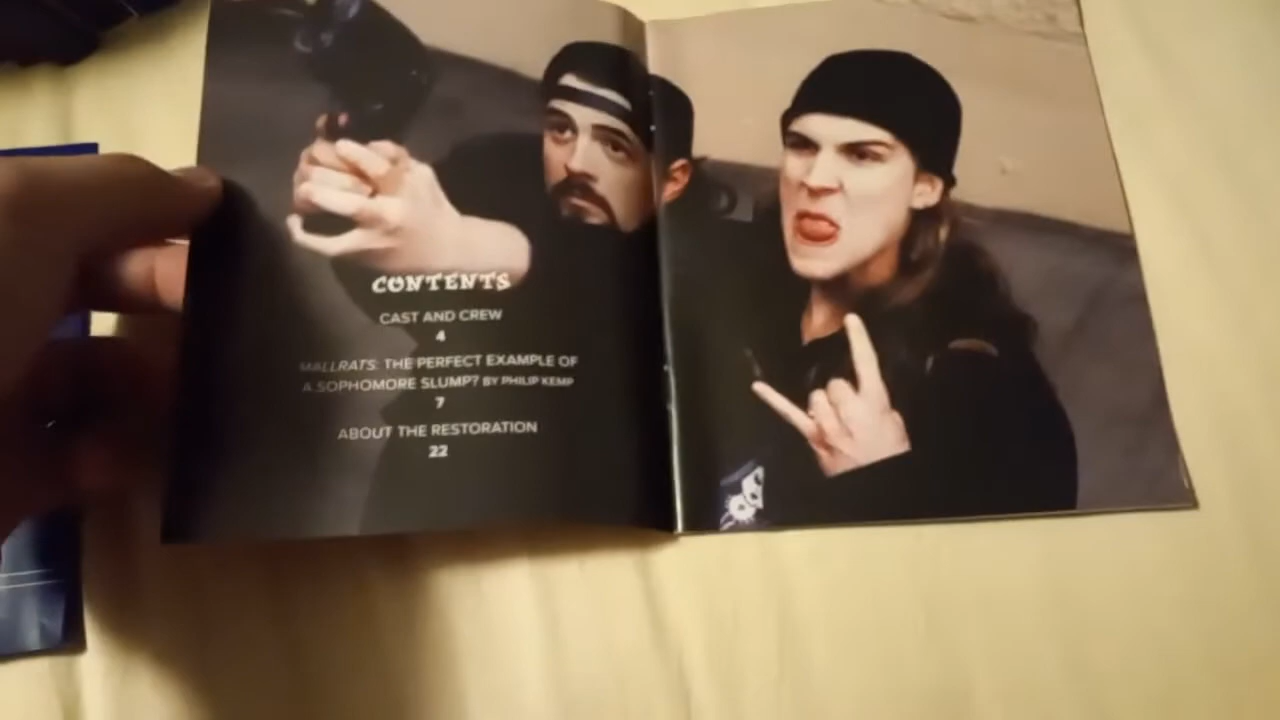 CONTENTS
CAST AND CREW
4
MALLRATS: THE PERFECT EXAMPLE OF
A SOPHOMORE SLUMP? BY PHILIP KEMP
7
ABOUT THE RESTORATION
22